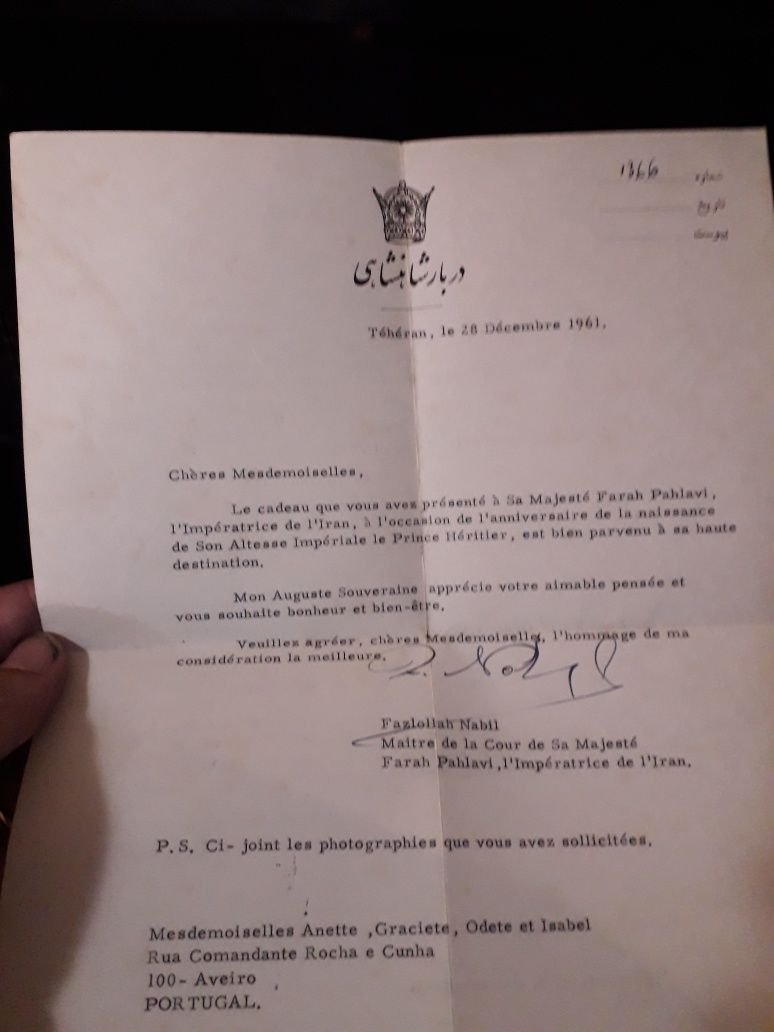 ۱۳۶۶ شماره
تاریخ
پیوست
دربار شاهنشاهی
Téhéran, le 28 Décembre 1961.
Chères Mesdemoiselles,
Le cadeau que vous avez présenté à Sa Majesté Farah Pahlavi,
l'Impératrice de l'Iran, à l'occasion de l'anniversaire de la naissance
de Son Altesse Impériale le Prince Héritier, est bien parvenu à sa haute
destination.
Mon Auguste Souveraine apprécie votre aimable pensée et
vous souhaite bonheur et bien-être.
Veuillez agréer, chères Mesdemoiselles, l'hommage de ma
considération la meilleure.
Fazlollah Nabil
Maitre de la Cour de Sa Majesté
Farah Pahlavi, l'Impératrice de l'Iran.
P.S. Ci- joint les photographies que vous avez sollicitées.
Mesdemoiselles Anette , Graciete, Odete et Isabel
Rua Comandante Rocha e Cunha
100- Aveiro
PORTUGAL.